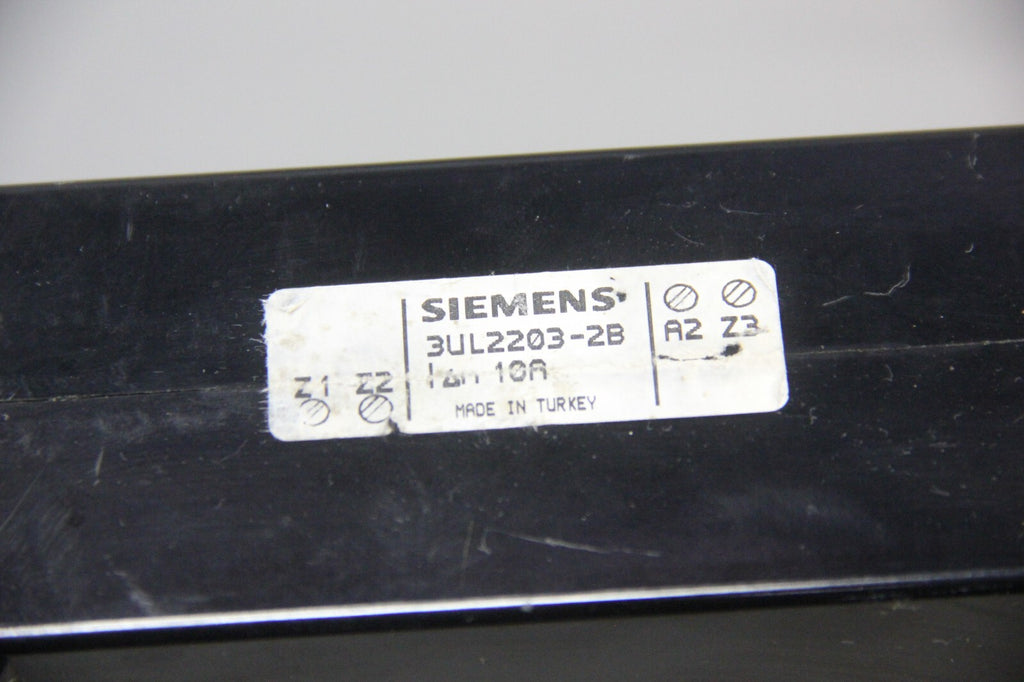 SIEMENS
3UL2203-2B
I∆n 10A
MADE IN TURKEY
Z1 Z2
A2 Z3